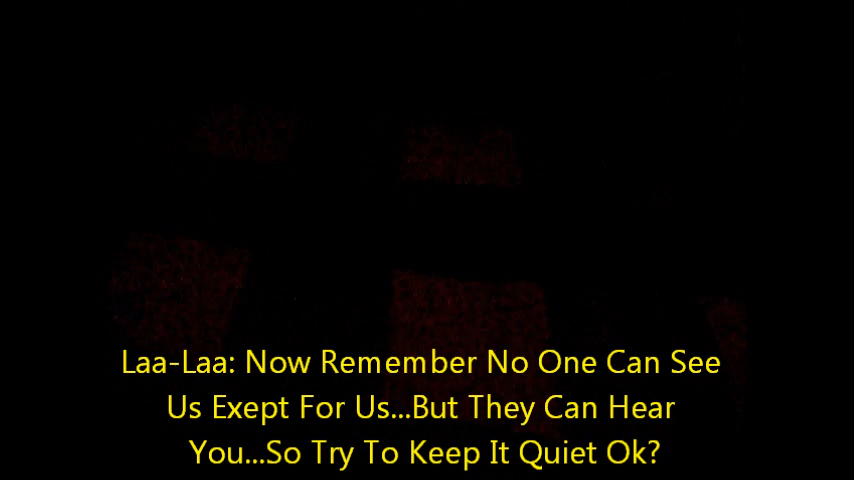 Laa-Laa: Now Remember No One Can See
Us Exept For Us...But They Can Hear
You...So Try To Keep It Quiet Ok?